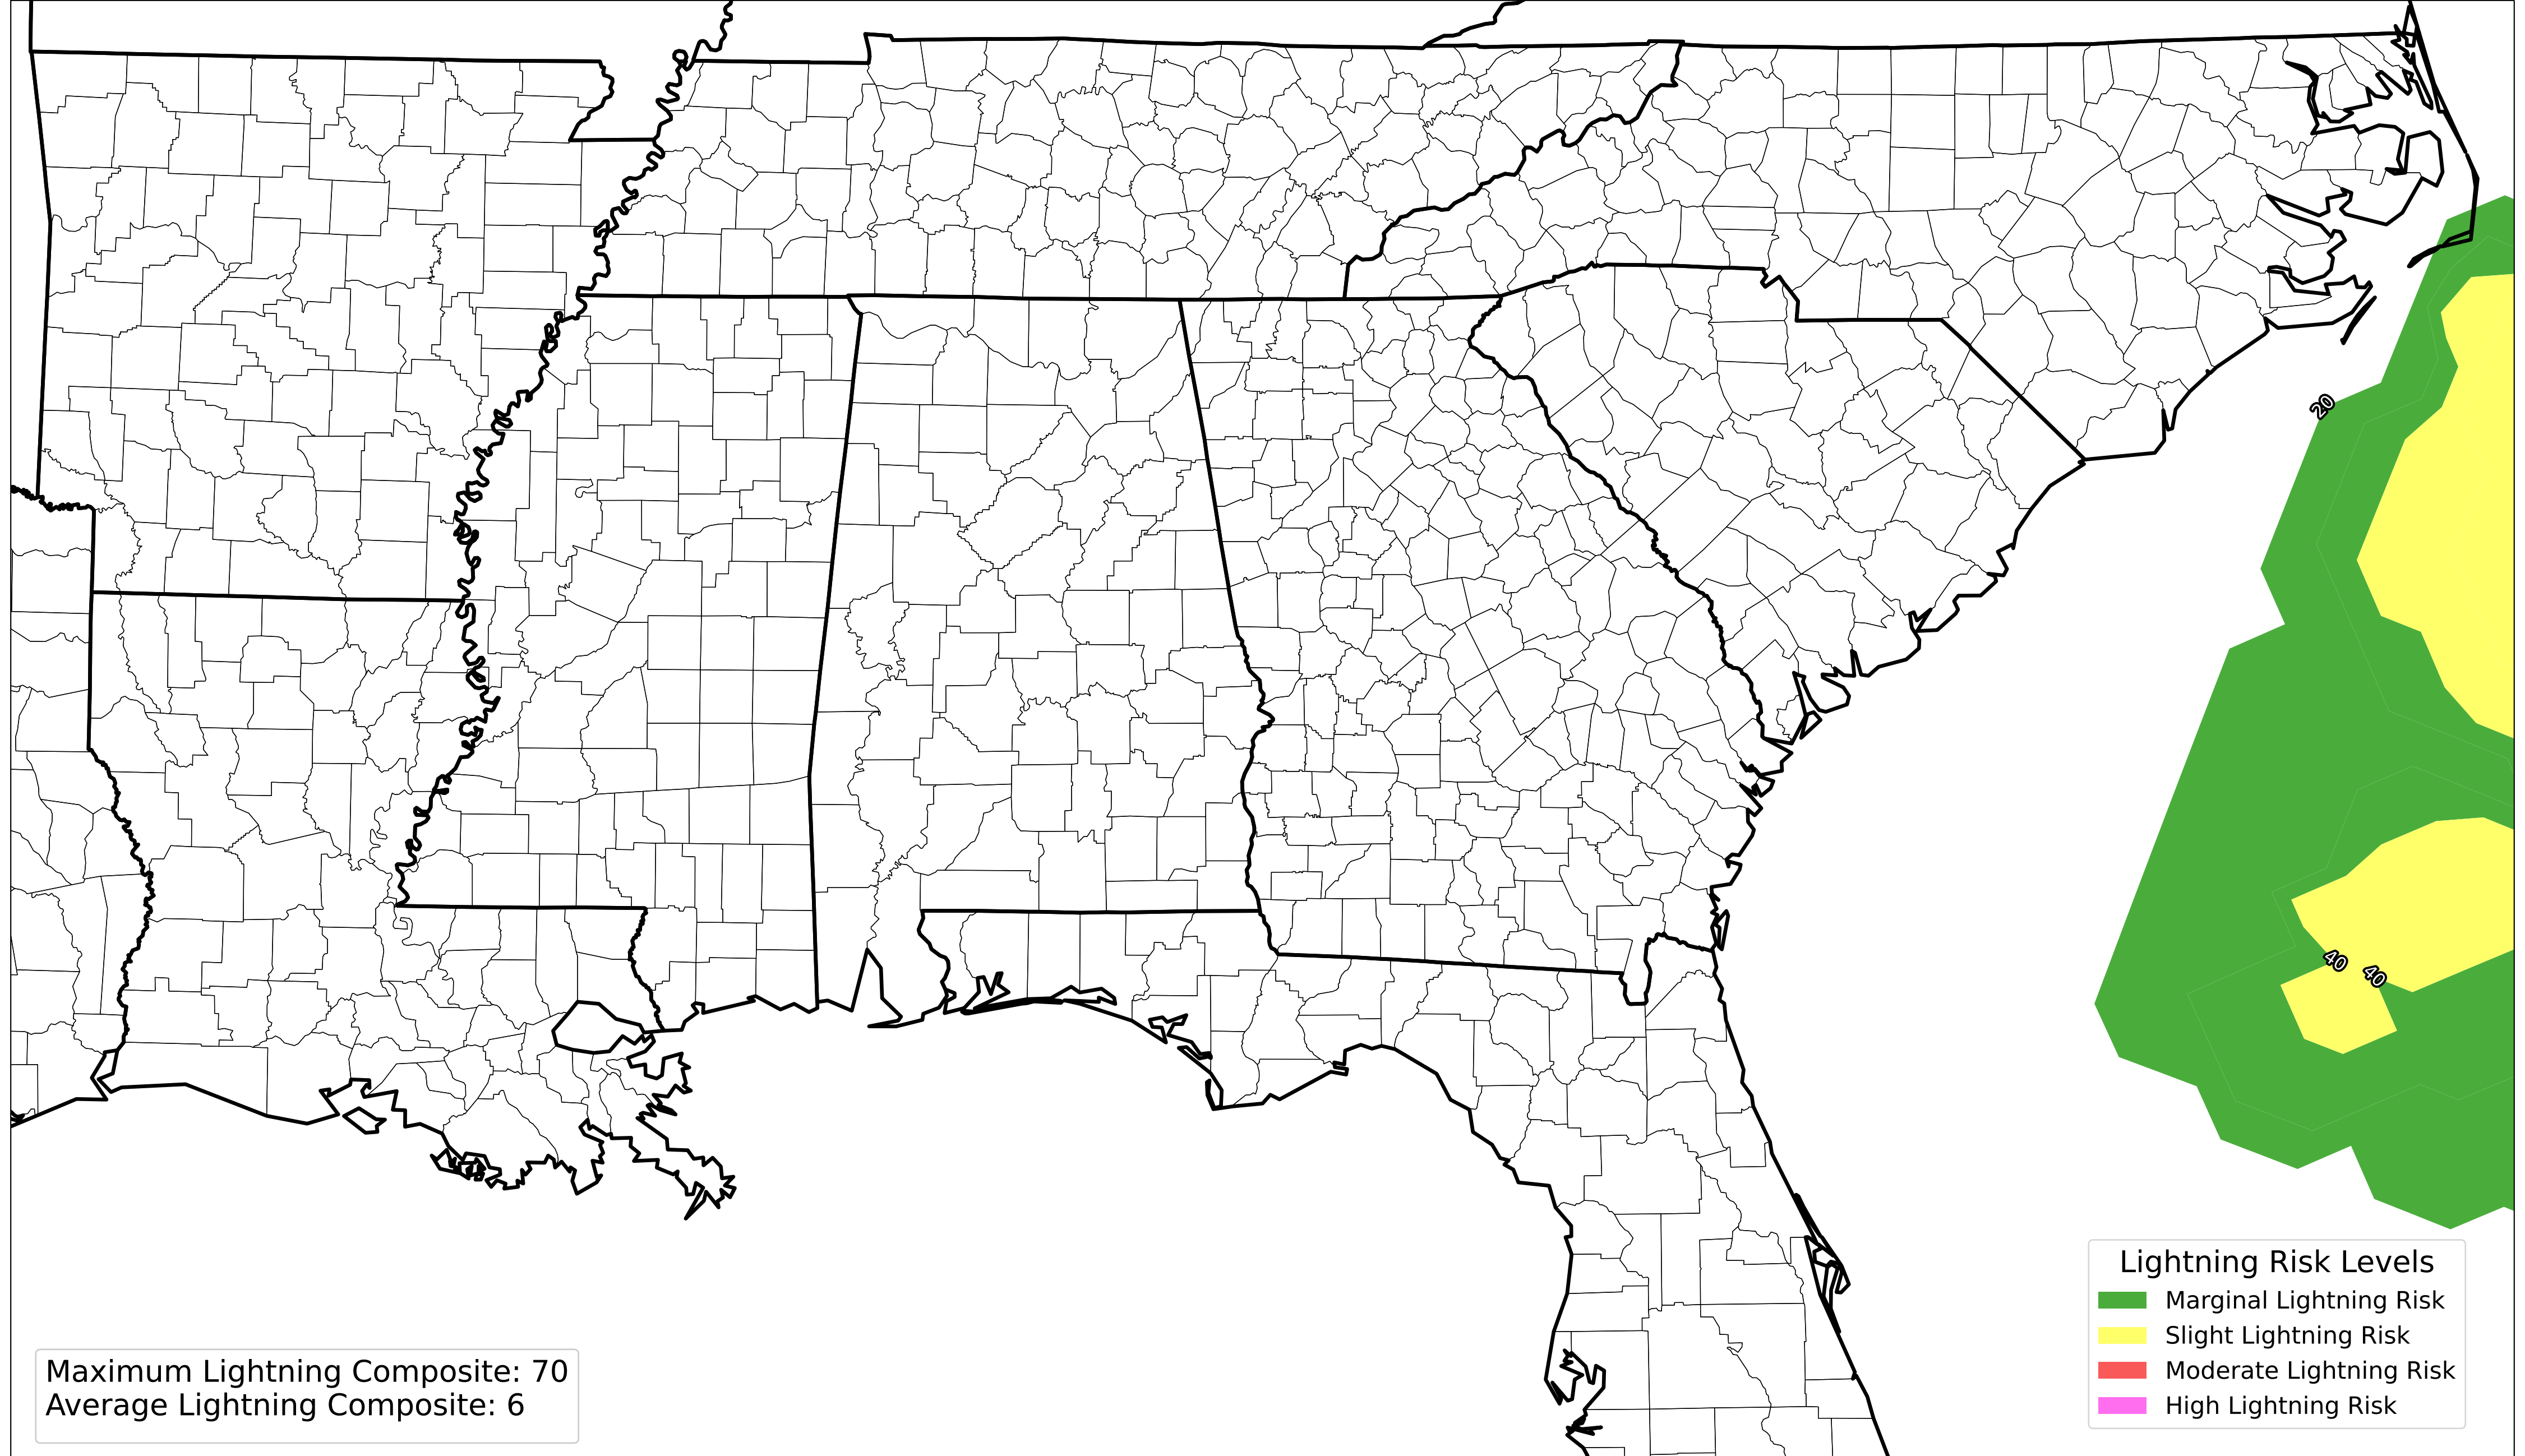 20
40
40
Lightning Risk Levels
Marginal Lightning Risk
Slight Lightning Risk
Moderate Lightning Risk
High Lightning Risk
Maximum Lightning Composite: 70
Average Lightning Composite: 6